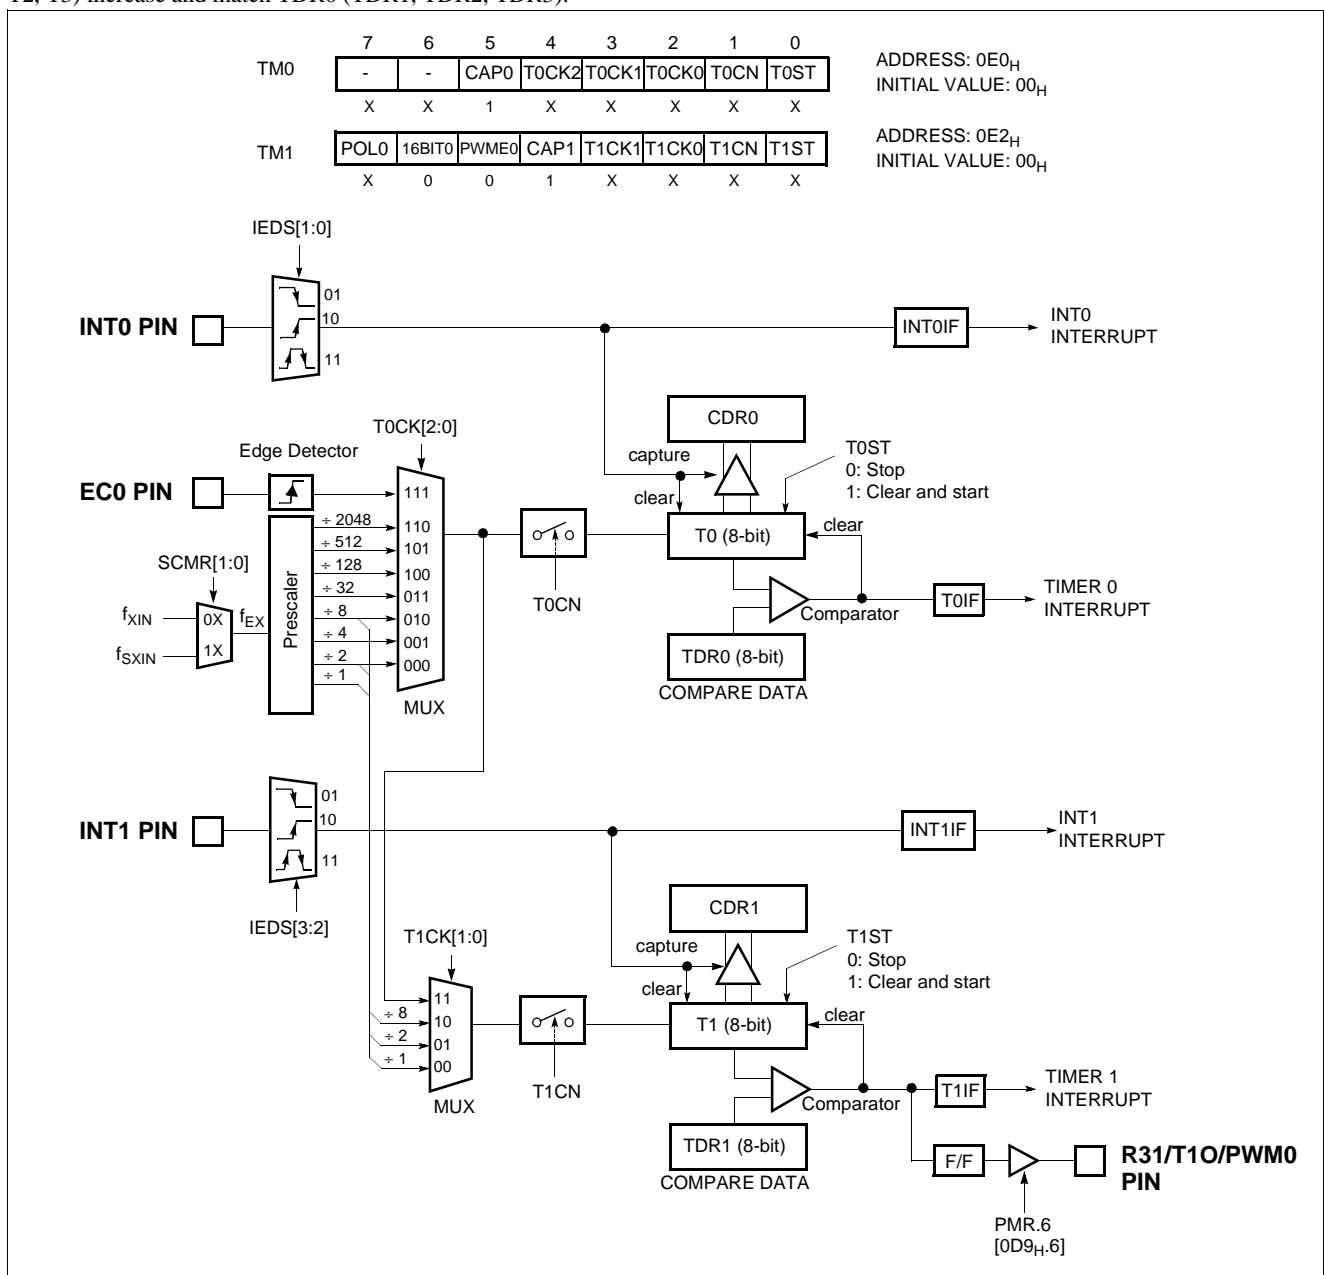 T2, T3) increase and match TDR0 (TDR1, TDR2, TDR3).
7 6 5 4 3 2 1 0
TM0 - - CAP0 T0CK2 T0CK1 T0CK0 T0CN T0ST
X X 1 X X X X X
ADDRESS: 0E0H
INITIAL VALUE: 00H
TM1 POL0 16BIT0 PWME0 CAP1 T1CK1 T1CK0 T1CN T1ST
X 0 0 1 X X X X
ADDRESS: 0E2H
INITIAL VALUE: 00H
IEDS[1:0]
01
10
11
INT0 PIN
INT0IF
INT0
INTERRUPT
CDR0
capture
clear
T0ST
0: Stop
1: Clear and start
T0CK[2:0]
Edge Detector
EC0 PIN
111
÷ 2048 110
÷ 512 101
÷ 128 100
÷ 32 011
÷ 8 010
÷ 4 001
÷ 2 000
÷ 1
MUX
SCMR[1:0]
fXIN
0X
fEX
fSXIN
1X
Prescaler
T0CN
T0 (8-bit)
clear
Comparator
T0IF
TIMER 0
INTERRUPT
TDR0 (8-bit)
COMPARE DATA
01
10
11
INT1 PIN
IEDS[3:2]
INT1IF
INT1
INTERRUPT
CDR1
capture
clear
T1ST
0: Stop
1: Clear and start
T1CK[1:0]
11
÷ 8 10
÷ 2 01
÷ 1 00
MUX
T1CN
T1 (8-bit)
clear
Comparator
T1IF
TIMER 1
INTERRUPT
TDR1 (8-bit)
COMPARE DATA
F/F
R31/T1O/PWM0
PIN
PMR.6
[0D9H.6]